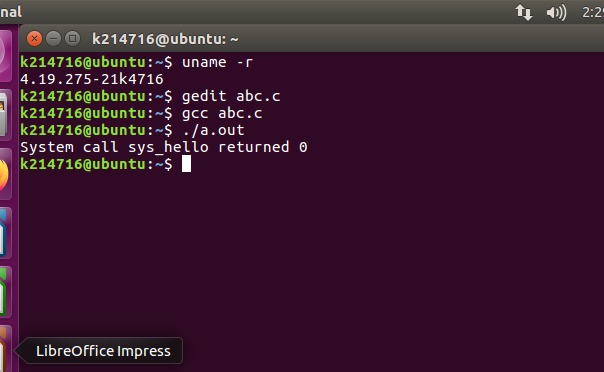 nal
2:29
k214716@ubuntu: ~
k214716@ubuntu:~$ uname -r
4.19.275-21k4716
k214716@ubuntu:~$ gedit abc.c
k214716@ubuntu:~$ gcc abc.c
k214716@ubuntu:~$ ./a.out
System call sys_hello returned 0
k214716@ubuntu:~$
LibreOffice Impress